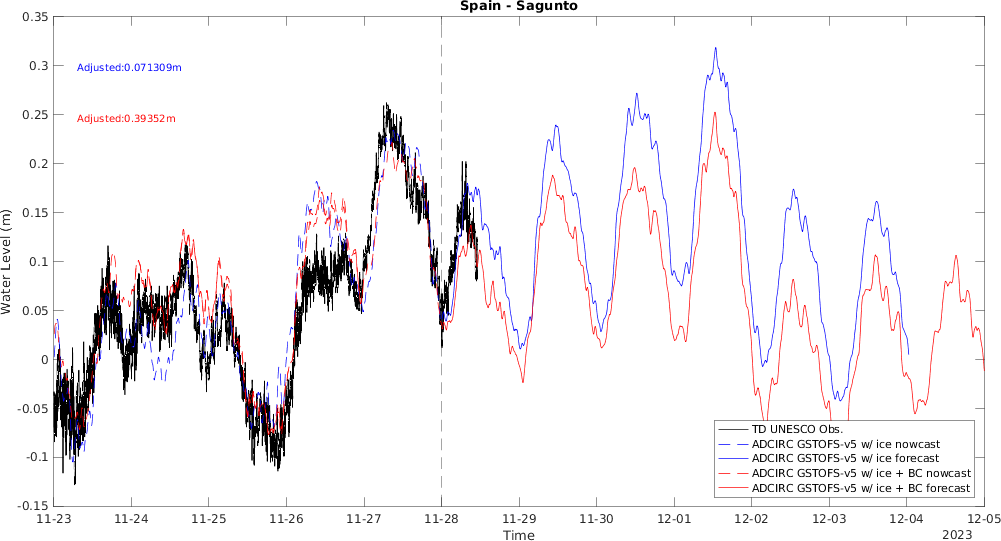 Spain - Sagunto
0.35
0.3
0.25
0.2
0.15
0.1
0.05
0
-0.05
-0.1
-0.15
Water Level (m)
Adjusted:0.071309m
Adjusted:0.39352m
TD UNESCO Obs.
ADCIRC GSTOFS-v5 w/ ice nowcast
ADCIRC GSTOFS-v5 w/ ice forecast
ADCIRC GSTOFS-v5 w/ ice + BC nowcast
ADCIRC GSTOFS-v5 w/ ice + BC forecast
11-23 11-24 11-25 11-26 11-27 11-28 11-29 11-30 12-01 12-02 12-03 12-04 12-05
Time
2023